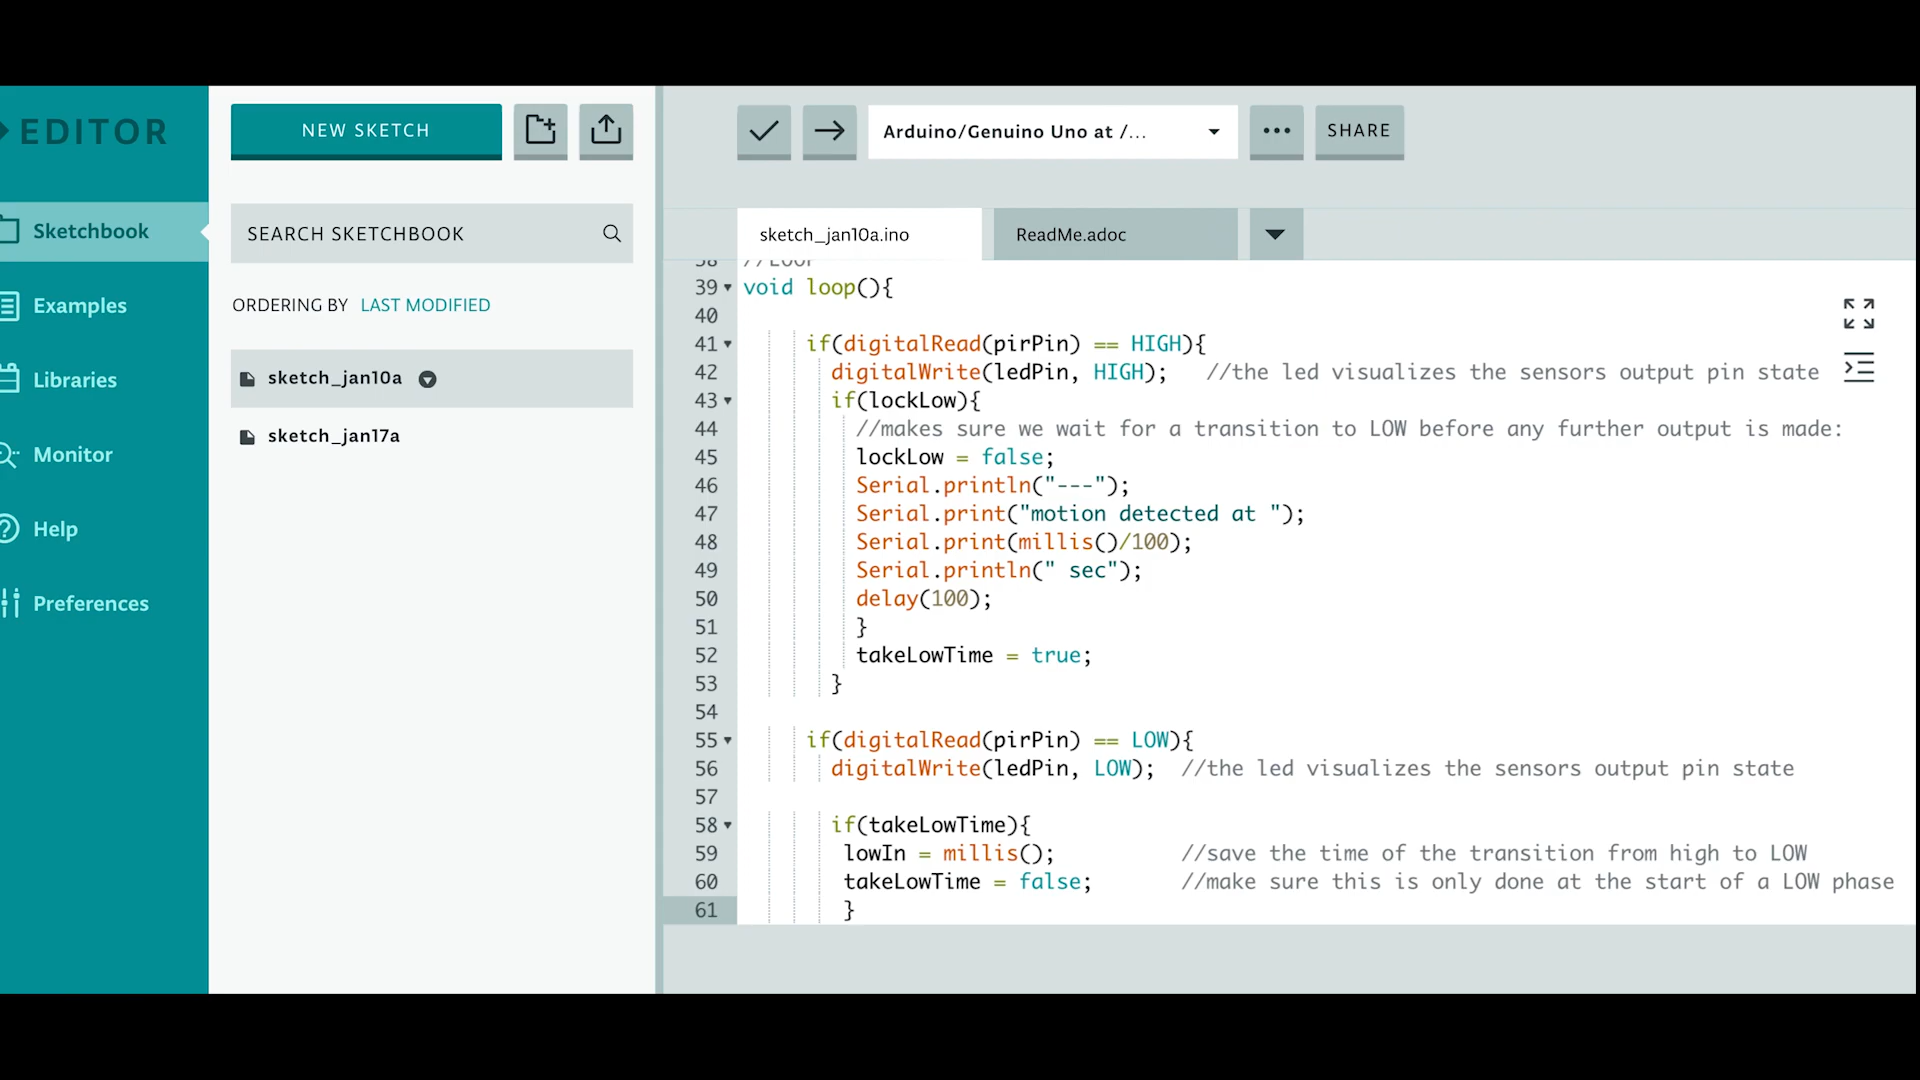 EDITOR
Sketchbook
Examples
Libraries
Monitor
Help
Preferences
NEW SKETCH
SEARCH SKETCHBOOK
ORDERING BY LAST MODIFIED
sketch_jan10a
sketch_jan17a
Arduino/Genuino Uno at /...
SHARE
sketch_jan10a.ino
ReadMe.adoc
38 //LOOP
39 void loop(){
40
41 if(digitalRead(pirPin) == HIGH){
42 digitalWrite(ledPin, HIGH); //the led visualizes the sensors output pin state
43 if(lockLow){
44 //makes sure we wait for a transition to LOW before any further output is made:
45 lockLow = false;
46 Serial.println("---");
47 Serial.print("motion detected at ");
48 Serial.print(millis()/100);
49 Serial.println(" sec");
50 delay(100);
51 }
52 takeLowTime = true;
53 }
54
55 if(digitalRead(pirPin) == LOW){
56 digitalWrite(ledPin, LOW); //the led visualizes the sensors output pin state
57
58 if(takeLowTime){
59 lowIn = millis(); //save the time of the transition from high to LOW
60 takeLowTime = false; //make sure this is only done at the start of a LOW phase
61 }